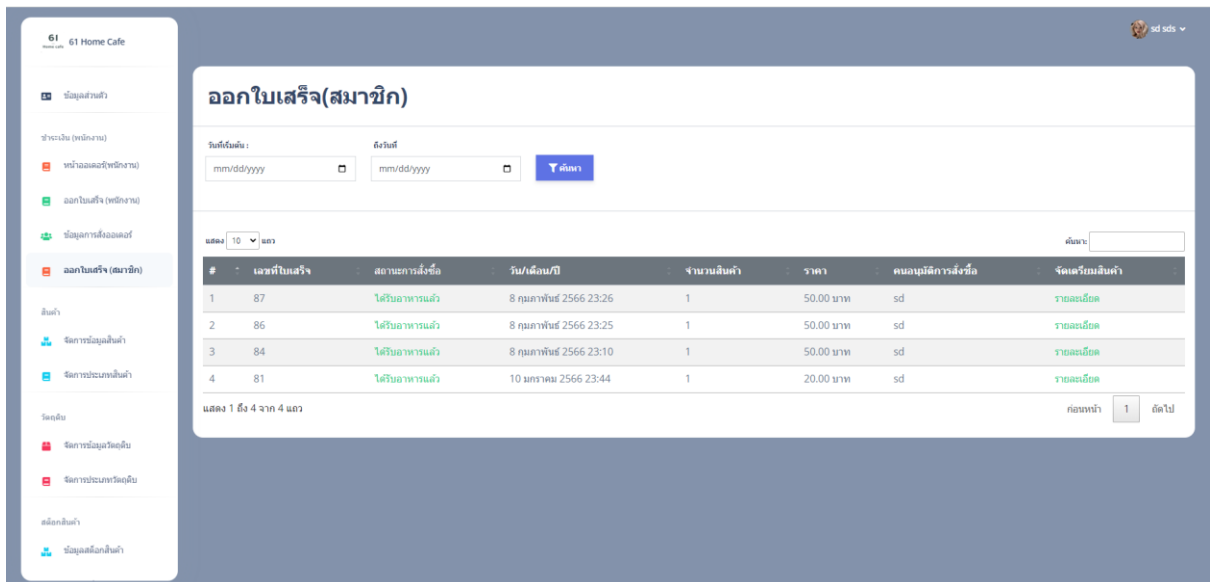 61
Home cafe
61 Home Cafe
sd sds
ข้อมูลส่วนตัว
ชำระเงิน (พนักงาน)
หน้าออเดอร์(พนักงาน)
ออกใบเสร็จ (พนักงาน)
ข้อมูลการสั่งออเดอร์
ออกใบเสร็จ (สมาชิก)
สินค้า
จัดการข้อมูลสินค้า
จัดการประเภทสินค้า
วัตถุดิบ
จัดการข้อมูลวัตถุดิบ
จัดการประเภทวัตถุดิบ
สต็อกสินค้า
ข้อมูลสต็อกสินค้า
ออกใบเสร็จ(สมาชิก)
วันที่เริ่มต้น : ถึงวันที่
mm/dd/yyyy mm/dd/yyyy ค้นหา
แสดง 10 แถว ค้นหา:
# เลขที่ใบเสร็จ สถานะการสั่งซื้อ วัน/เดือน/ปี จำนวนสินค้า ราคา คนอนุมัติการสั่งซื้อ จัดเตรียมสินค้า
1 87 ได้รับอาหารแล้ว 8 กุมภาพันธ์ 2566 23:26 1 50.00 บาท sd รายละเอียด
2 86 ได้รับอาหารแล้ว 8 กุมภาพันธ์ 2566 23:25 1 50.00 บาท sd รายละเอียด
3 84 ได้รับอาหารแล้ว 8 กุมภาพันธ์ 2566 23:10 1 50.00 บาท sd รายละเอียด
4 81 ได้รับอาหารแล้ว 10 มกราคม 2566 23:44 1 20.00 บาท sd รายละเอียด
แสดง 1 ถึง 4 จาก 4 แถว ก่อนหน้า 1 ถัดไป